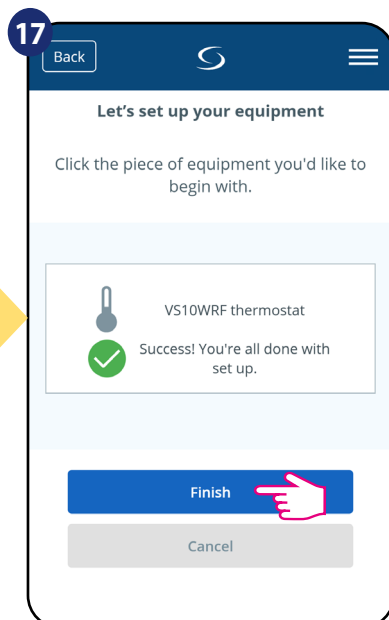 17
Back
Let's set up your equipment
Click the piece of equipment you'd like to
begin with.
VS10WRF thermostat
Success! You're all done with
set up.
Finish
Cancel